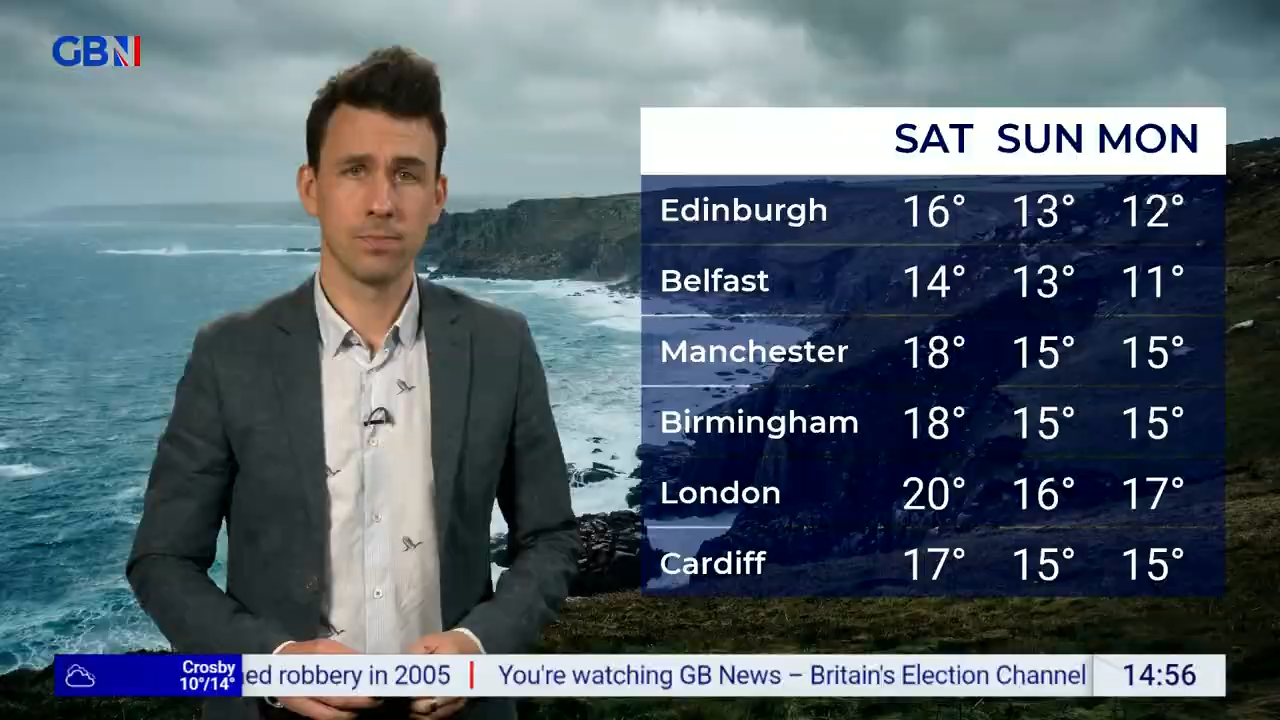 GBN
SAT SUN MON
Edinburgh 16° 13° 12°
Belfast 14° 13° 11°
Manchester 18° 15° 15°
Birmingham 18° 15° 15°
London 20° 16° 17°
Cardiff 17° 15° 15°
Crosby
10°/14°
ed robbery in 2005 | You're watching GB News – Britain's Election Channel
14:56